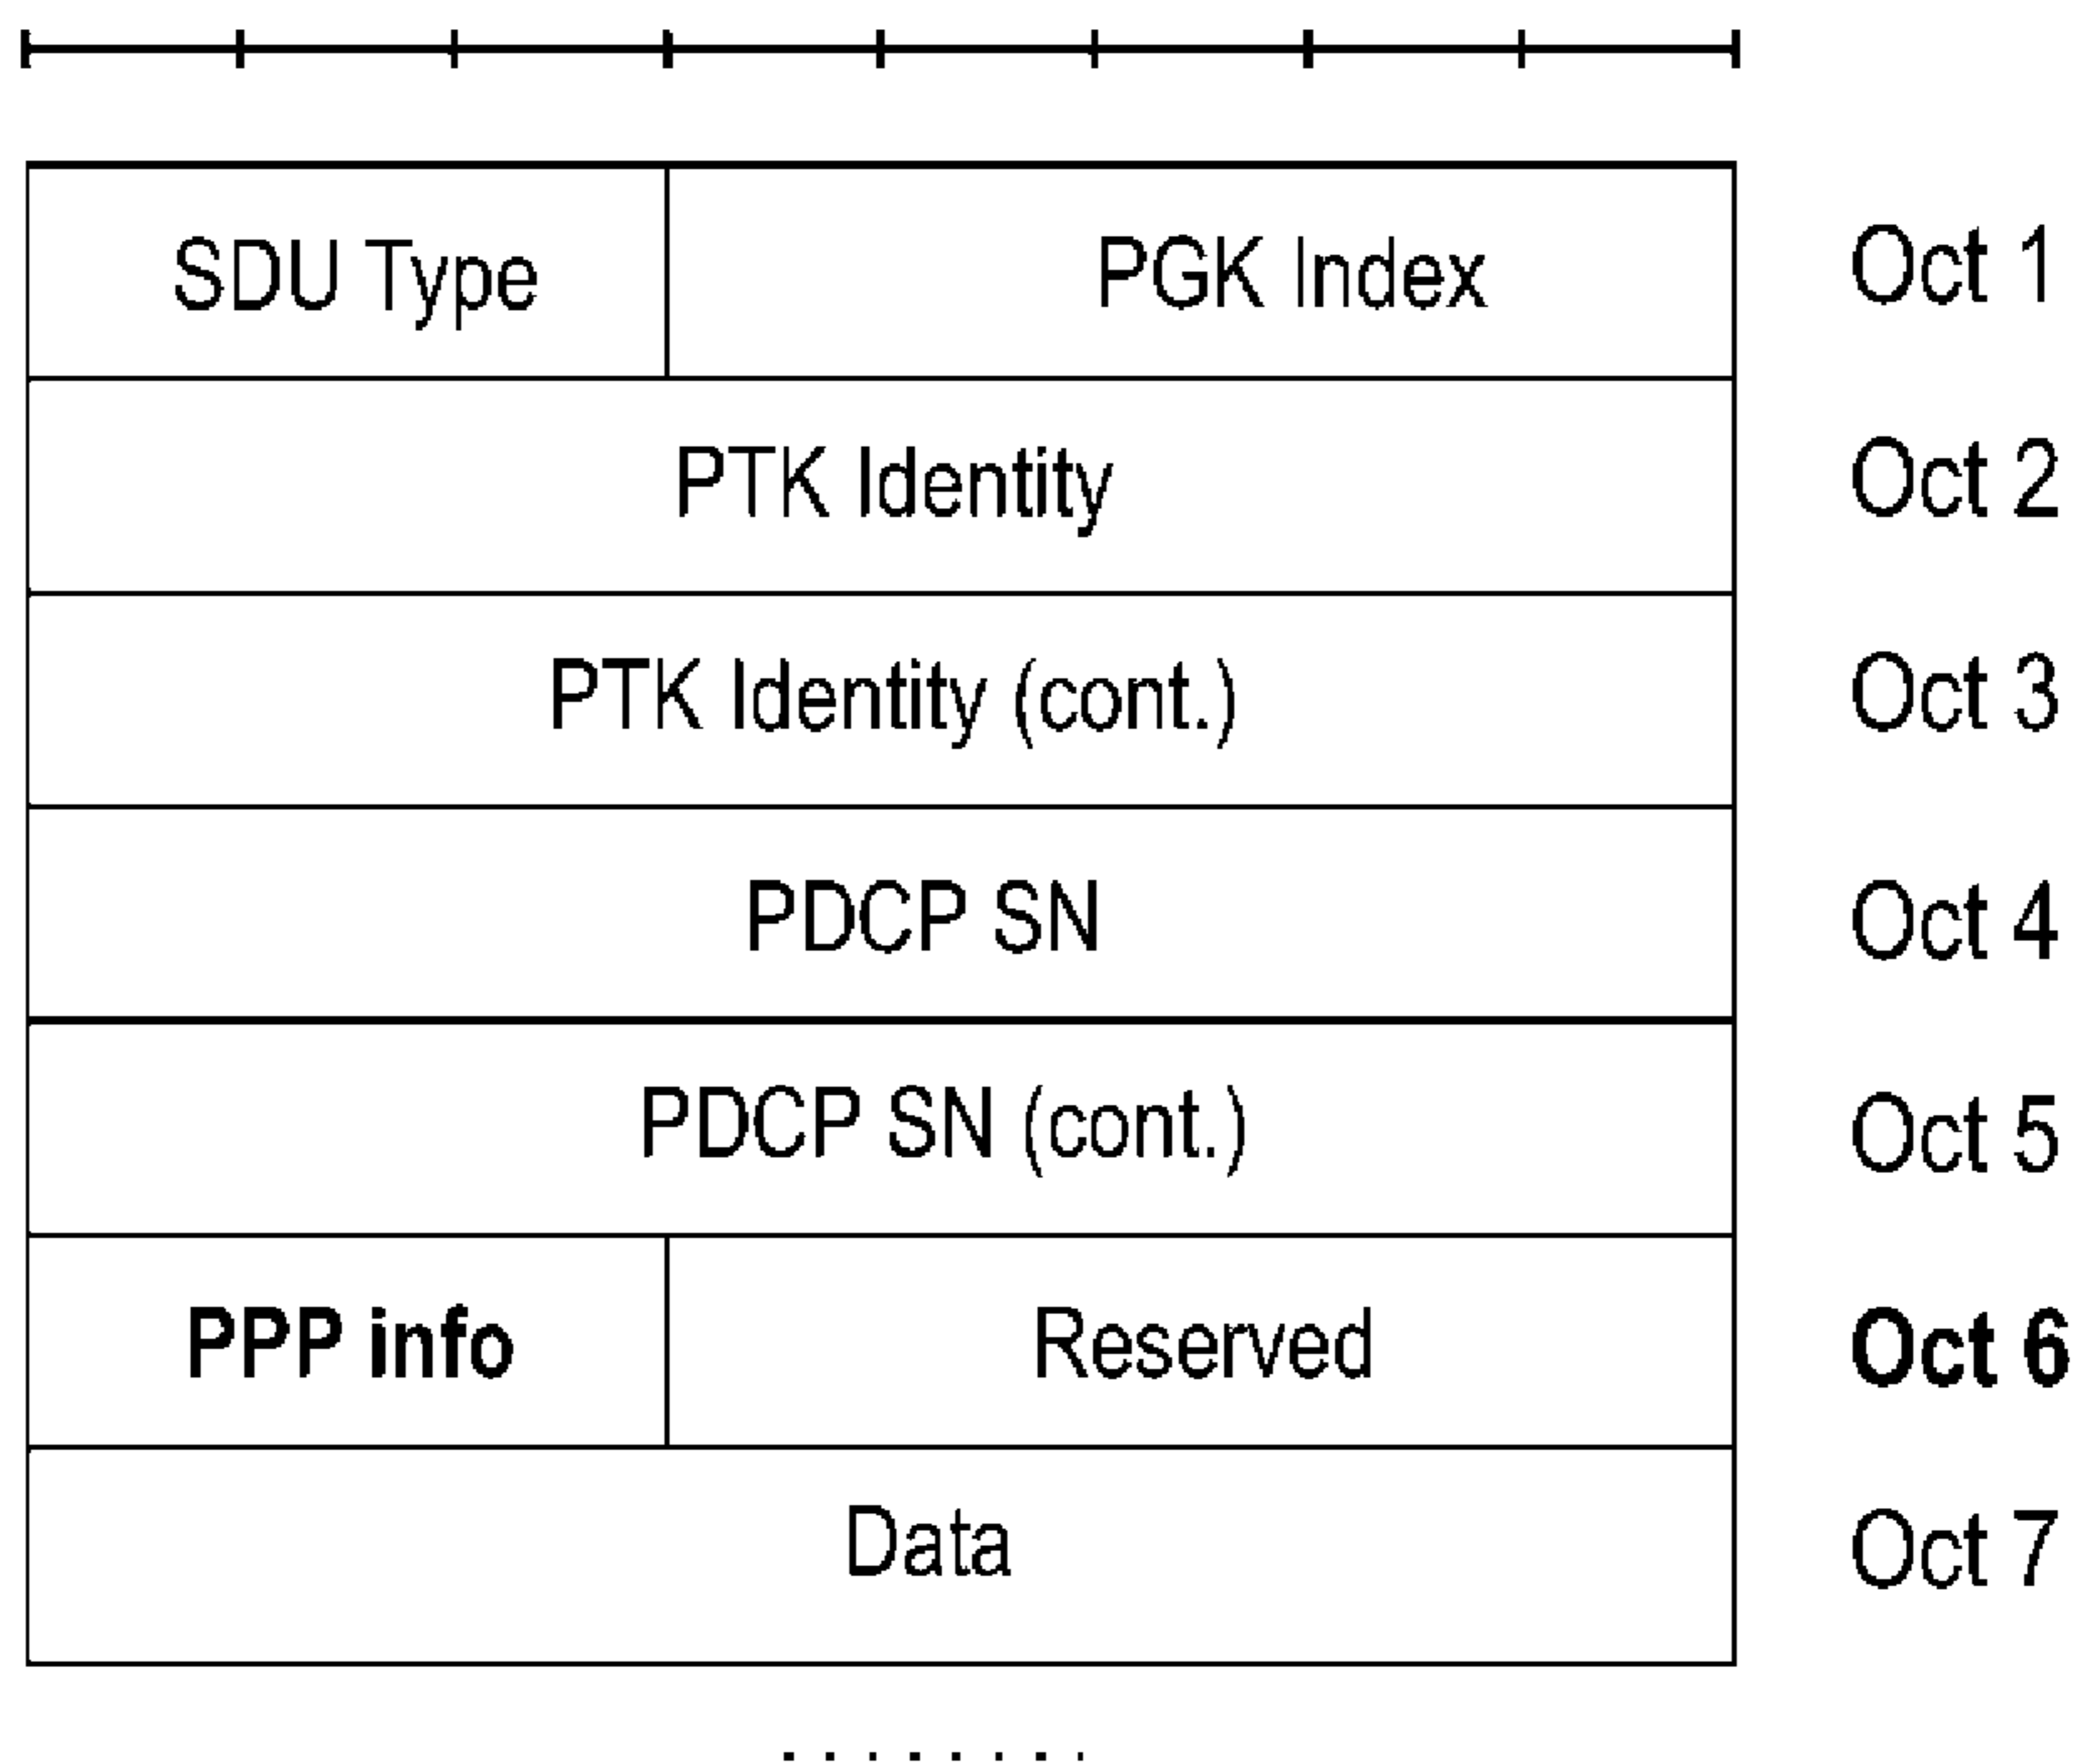 SDU Type PGK Index Oct 1
PTK Identity Oct 2
PTK Identity (cont.) Oct 3
PDCP SN Oct 4
PDCP SN (cont.) Oct 5
PPP info Reserved Oct 6
Data Oct 7
. . . . . . . .